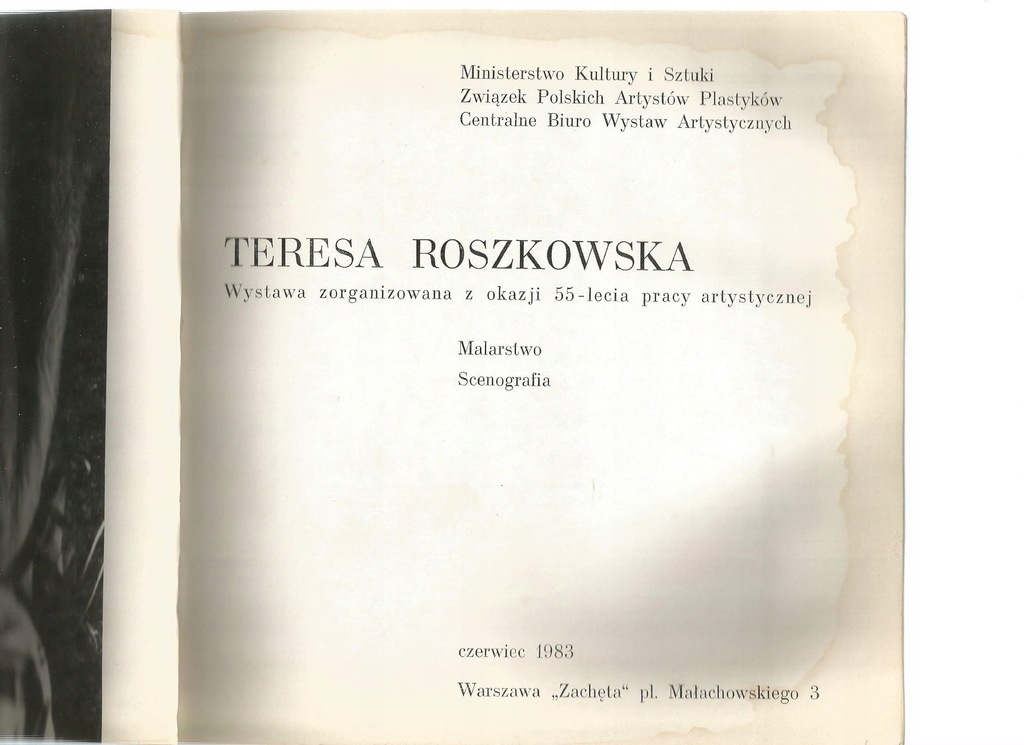 Ministerstwo Kultury i Sztuki
Związek Polskich Artystów Plastyków
Centralne Biuro Wystaw Artystycznych
TERESA ROSZKOWSKA
Wystawa zorganizowana z okazji 55-lecia pracy artystycznej
Malarstwo
Scenografia
czerwiec 1983
Warszawa „Zachęta“ pl. Małachowskiego 3